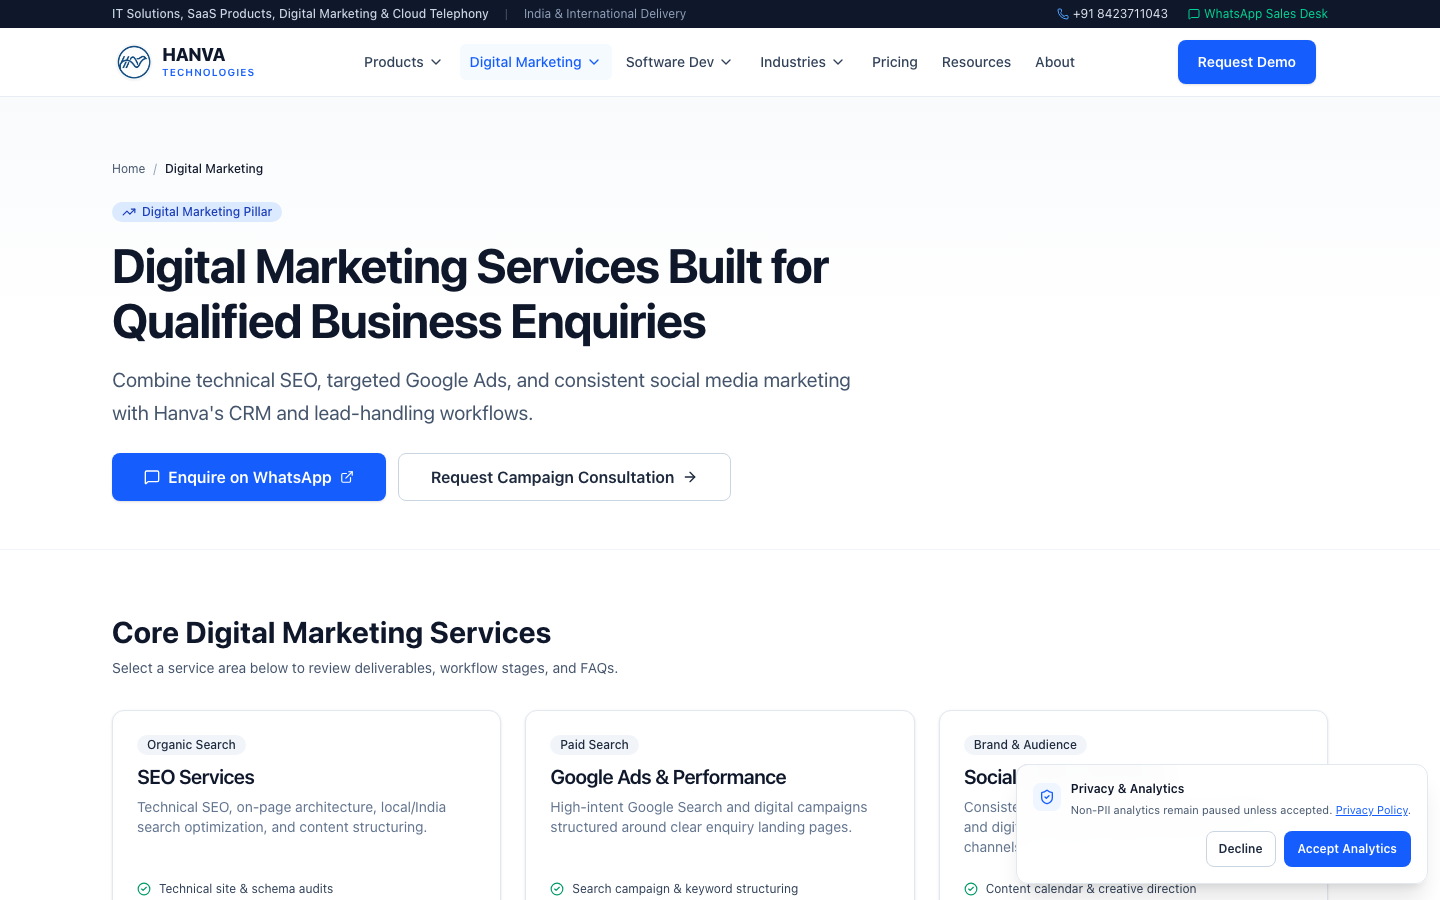 IT Solutions, SaaS Products, Digital Marketing & Cloud Telephony | India & International Delivery
+91 8423711043 WhatsApp Sales Desk
HANVA
TECHNOLOGIES
Products Digital Marketing Software Dev Industries Pricing Resources About
Request Demo
Home / Digital Marketing
Digital Marketing Pillar
Digital Marketing Services Built for
Qualified Business Enquiries
Combine technical SEO, targeted Google Ads, and consistent social media marketing
with Hanva's CRM and lead-handling workflows.
Enquire on WhatsApp
Request Campaign Consultation
Core Digital Marketing Services
Select a service area below to review deliverables, workflow stages, and FAQs.
Organic Search
SEO Services
Technical SEO, on-page architecture, local/India
search optimization, and content structuring.
Technical site & schema audits
Paid Search
Google Ads & Performance
High-intent Google Search and digital campaigns
structured around clear enquiry landing pages.
Search campaign & keyword structuring
Brand & Audience
Social
and
Content calendar & creative direction
Privacy & Analytics
Non-PII analytics remain paused unless accepted. Privacy Policy.
Decline
Accept Analytics